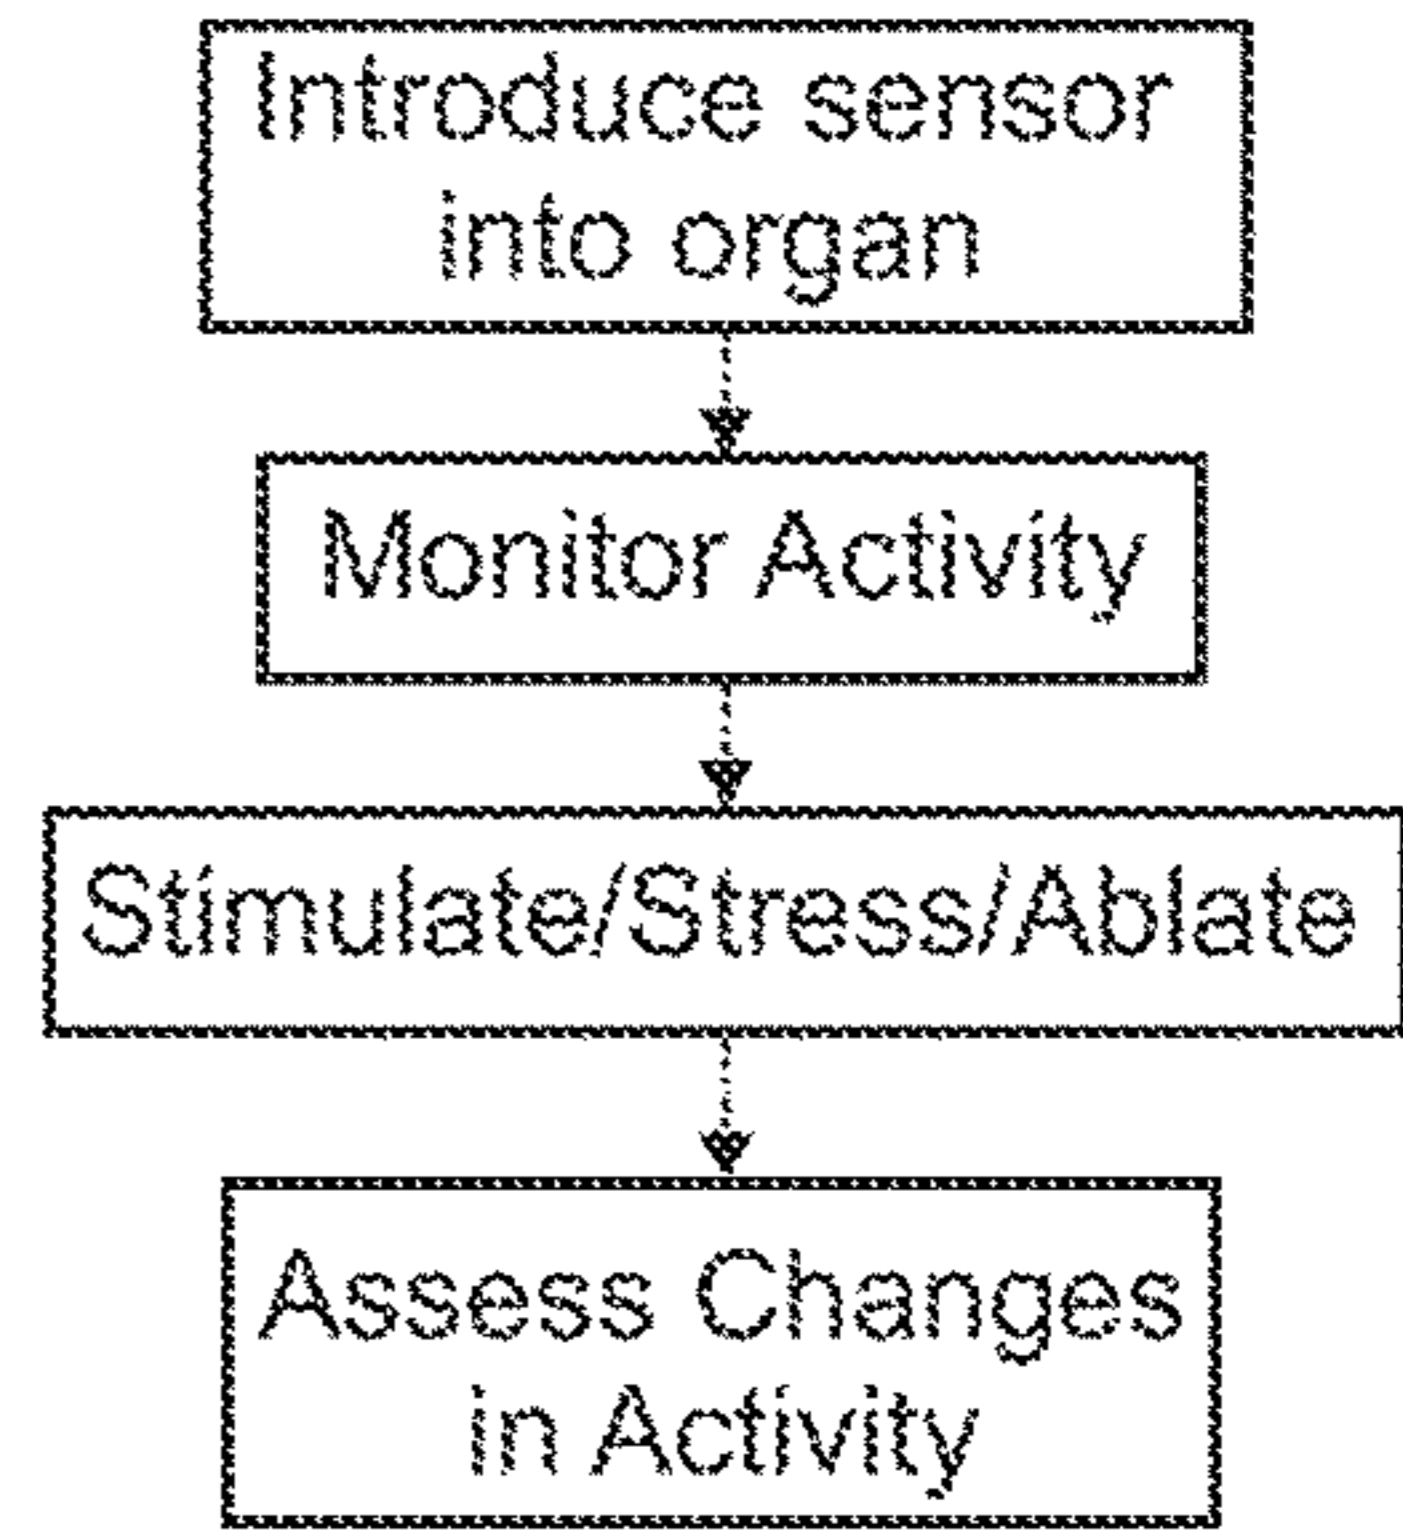 Introduce sensor
into organ
Monitor Activity
Stimulate/Stress/Ablate
Assess Changes
in Activity